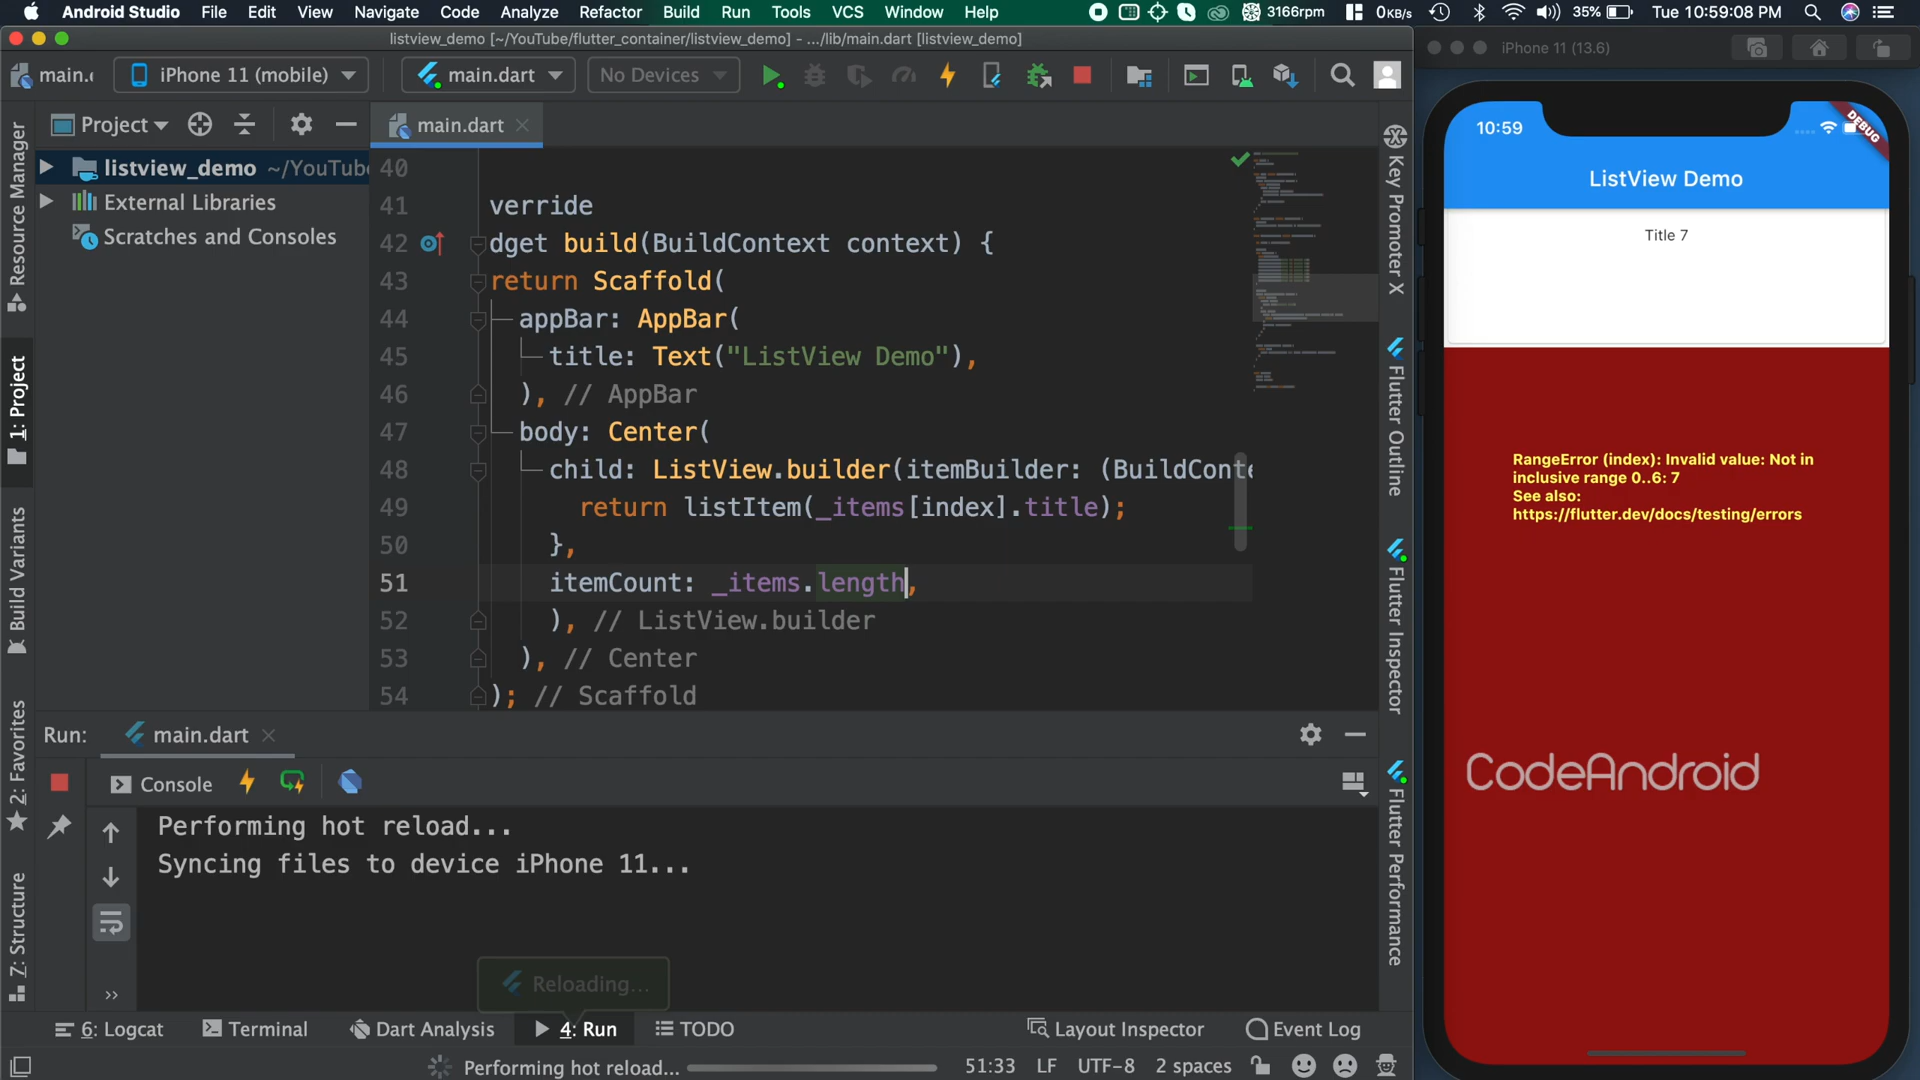 Android Studio File Edit View Navigate Code Analyze Refactor Build Run Tools VCS Window Help 3166rpm 0KB/s 35% Tue 10:59:08 PM
listview_demo [~/YouTube/flutter_container/listview_demo] - .../lib/main.dart [listview_demo]
iPhone 11 (13.6)
main.c iPhone 11 (mobile) main.dart No Devices
Project
main.dart
listview_demo ~/YouTube
External Libraries
Scratches and Consoles
Resource Manager
1: Project
Build Variants
2: Favorites
7: Structure
40
41 verride
42 dget build(BuildContext context) {
43 return Scaffold(
44 appBar: AppBar(
45 title: Text("ListView Demo"),
46 ), // AppBar
47 body: Center(
48 child: ListView.builder(itemBuilder: (BuildConte
49 return listItem(_items[index].title);
50 },
51 itemCount: _items.length,
52 ), // ListView.builder
53 ), // Center
54 ); // Scaffold
Key Promoter X
Flutter Outline
Flutter Inspector
Flutter Performance
Run: main.dart
Console
Performing hot reload...
Syncing files to device iPhone 11...
Reloading...
6: Logcat Terminal Dart Analysis 4: Run TODO Layout Inspector Event Log
Performing hot reload... 51:33 LF UTF-8 2 spaces
10:59
DEBUG
ListView Demo
Title 7
RangeError (index): Invalid value: Not in
inclusive range 0..6: 7
See also:
https://flutter.dev/docs/testing/errors
CodeAndroid